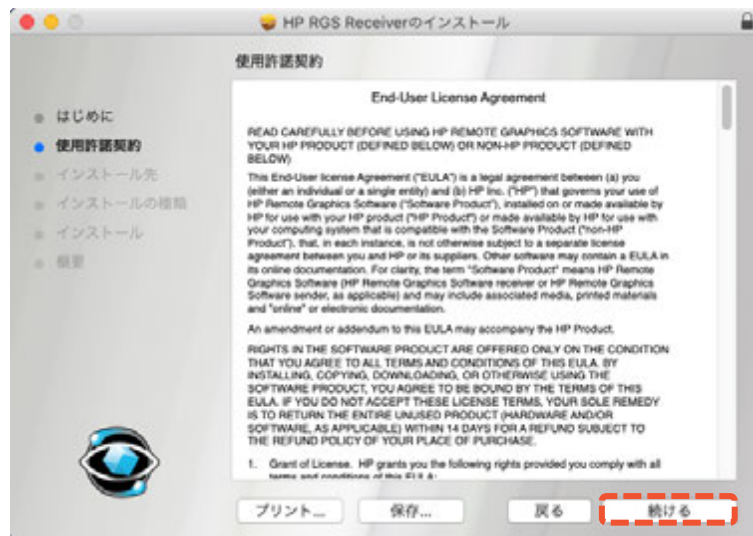 HP RGS Receiverのインストール
使用許諾契約
はじめに
使用許諾契約
インストール先
インストールの種類
インストール
概要
End-User License Agreement
READ CAREFULLY BEFORE USING HP REMOTE GRAPHICS SOFTWARE WITH
YOUR HP PRODUCT (DEFINED BELOW) OR NON-HP PRODUCT (DEFINED
BELOW)
This End-User license Agreement ("EULA") is a legal agreement between (a) you
(either an individual or a single entity) and (b) HP Inc. ("HP") that governs your use of
HP Remote Graphics Software ("Software Product"), installed on or made available by
HP for use with your HP product ("HP Product") or made available by HP for use with
your computing system that is compatible with the Software Product ("non-HP
Product"), that, in each instance, is not otherwise subject to a separate license
agreement between you and HP or its suppliers. Other software may contain a EULA in
its online documentation. For clarity, the term "Software Product" means HP Remote
Graphics Software (HP Remote Graphics Software receiver or HP Remote Graphics
Software sender, as applicable) and may include associated media, printed materials
and "online" or electronic documentation.
An amendment or addendum to this EULA may accompany the HP Product.
RIGHTS IN THE SOFTWARE PRODUCT ARE OFFERED ONLY ON THE CONDITION
THAT YOU AGREE TO ALL TERMS AND CONDITIONS OF THIS EULA. BY
INSTALLING, COPYING, DOWNLOADING, OR OTHERWISE USING THE
SOFTWARE PRODUCT, YOU AGREE TO BE BOUND BY THE TERMS OF THIS
EULA. IF YOU DO NOT ACCEPT THESE LICENSE TERMS, YOUR SOLE REMEDY
IS TO RETURN THE ENTIRE UNUSED PRODUCT (HARDWARE AND/OR
SOFTWARE, AS APPLICABLE) WITHIN 14 DAYS FOR A REFUND SUBJECT TO
THE REFUND POLICY OF YOUR PLACE OF PURCHASE.
1. Grant of License. HP grants you the following rights provided you comply with all
terms and conditions of this EULA:
プリント...
保存...
戻る
続ける